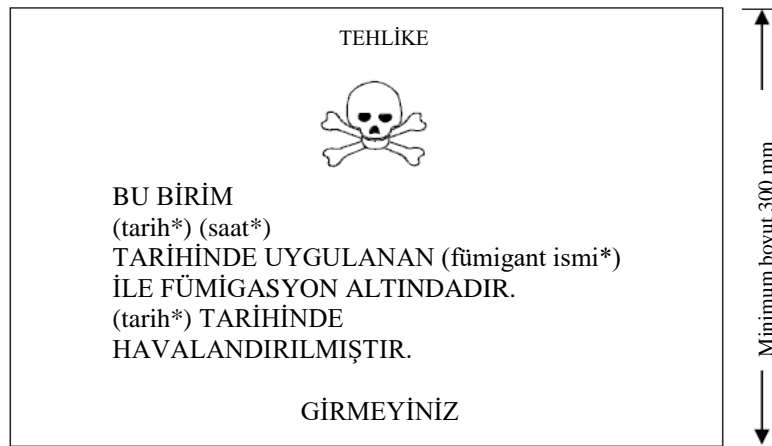 TEHLİKE
BU BİRİM
(tarih*) (saat*)
TARİHİNDE UYGULANAN (fümigant ismi*)
İLE FÜMİGASYON ALTINDADIR.
(tarih*) TARİHİNDE
HAVALANDIRILMIŞTIR.
GİRMEYİNİZ
Minimum boyut 300 mm